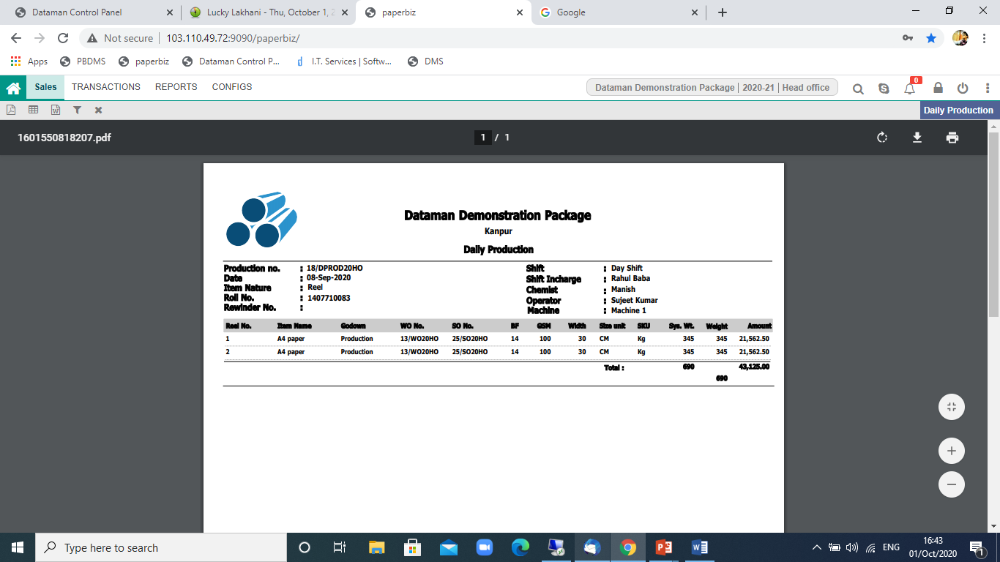 Dataman Control Panel
Lucky Lakhani - Thu, October 1, 2
paperbiz
Google
Not secure | 103.110.49.72:9090/paperbiz/
Apps PBDMS paperbiz Dataman Control P... d I.T. Services | Softw... DMS
Sales TRANSACTIONS REPORTS CONFIGS Dataman Demonstration Package | 2020-21 | Head office 0
Daily Production
1601550818207.pdf 1 / 1
Dataman Demonstration Package
Kanpur
Daily Production
Production no. : 18/DPROD20HO Shift : Day Shift
Date : 08-Sep-2020 Shift Incharge : Rahul Baba
Item Nature : Reel Chemist : Manish
Roll No. : 1407710083 Operator : Sujeet Kumar
Rewinder No. : Machine : Machine 1
Reel No. Item Name Godown WO No. SO No. BF GSM Width Size unit SKU Sys. Wt. Weight Amount
1 A4 paper Production 13/WO20HO 25/SO20HO 14 100 30 CM Kg 345 345 21,562.50
2 A4 paper Production 13/WO20HO 25/SO20HO 14 100 30 CM Kg 345 345 21,562.50
Total : 690 43,125.00
690
Type here to search ENG 16:43
01/Oct/2020 1